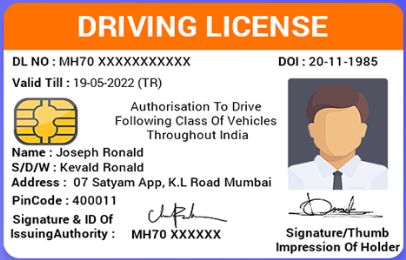 DRIVING LICENSE
DL NO : MH70 XXXXXXXXXXX
DOI : 20-11-1985
Valid Till : 19-05-2022 (TR)
Authorisation To Drive
Following Class Of Vehicles
Throughout India
Name : Joseph Ronald
S/D/W : Kevald Ronald
Address : 07 Satyam App, K.L Road Mumbai
PinCode : 400011
Signature & ID Of
IssuingAuthority : MH70 XXXXXX
Signature/Thumb
Impression Of Holder